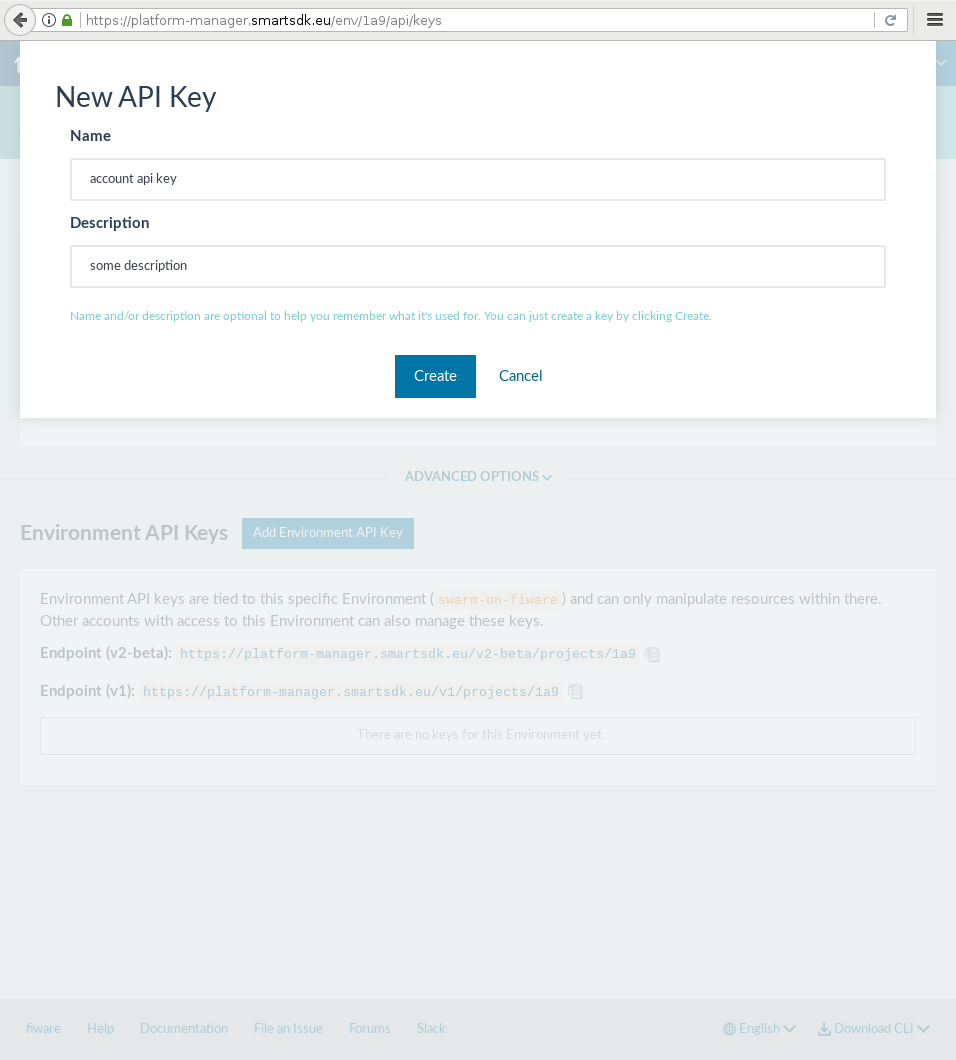 https://platform-manager.smartsdk.eu/env/1a9/api/keys
New API Key
Name
account api key
Description
some description
Name and/or description are optional to help you remember what it's used for. You can just create a key by clicking Create.
Create Cancel
ADVANCED OPTIONS
Environment API Keys Add Environment API Key
Environment API keys are tied to this specific Environment ( swarm-on-fiware ) and can only manipulate resources within there.
Other accounts with access to this Environment can also manage these keys.
Endpoint (v2-beta): https://platform-manager.smartsdk.eu/v2-beta/projects/1a9
Endpoint (v1): https://platform-manager.smartsdk.eu/v1/projects/1a9
There are no keys for this Environment yet.
fiware Help Documentation File an Issue Forums Slack English Download CLI